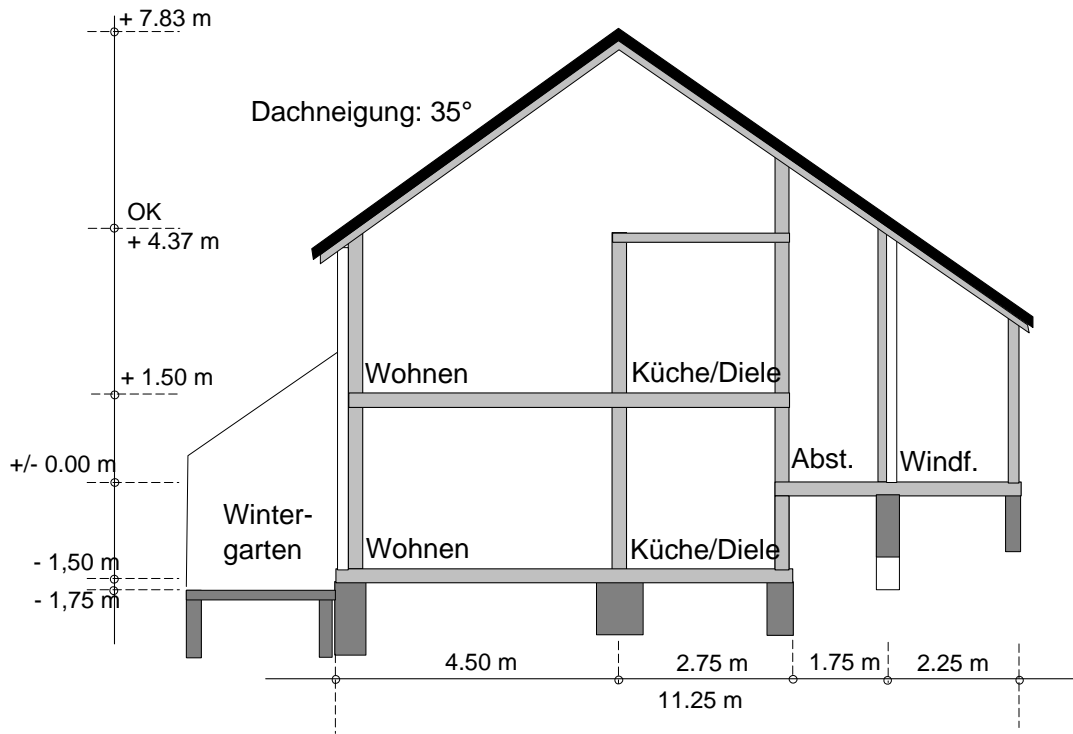 + 7.83 m
Dachneigung: 35°
OK
+ 4.37 m
+ 1.50 m
Wohnen
Küche/Diele
+/- 0.00 m
Abst.
Windf.
Winter-
garten
Wohnen
Küche/Diele
- 1,50 m
- 1,75 m
4.50 m
2.75 m
1.75 m
2.25 m
11.25 m